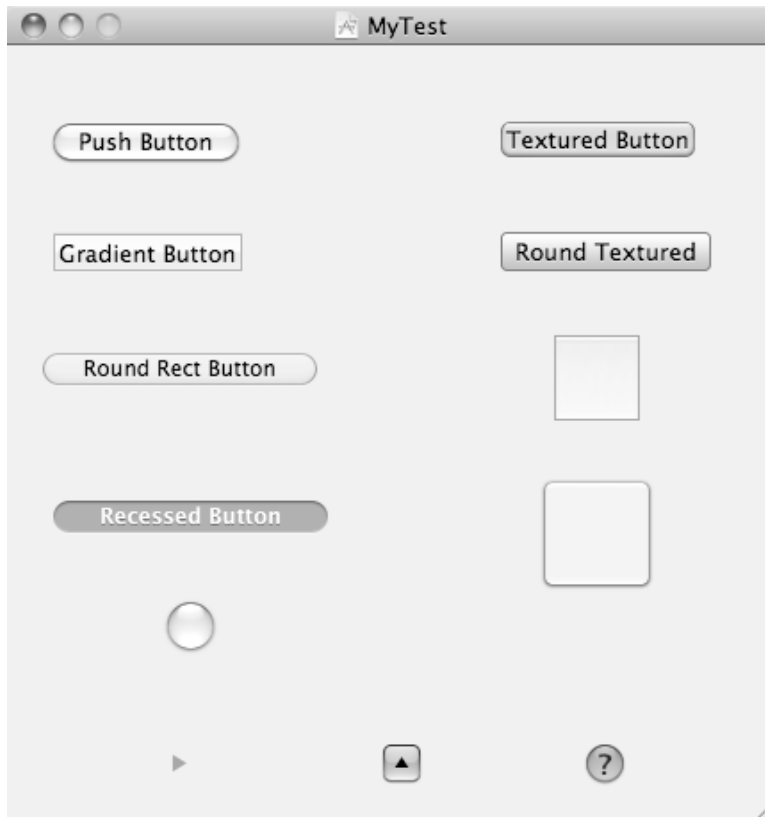 MyTest
Push Button
Textured Button
Gradient Button
Round Textured
Round Rect Button
Recessed Button
?